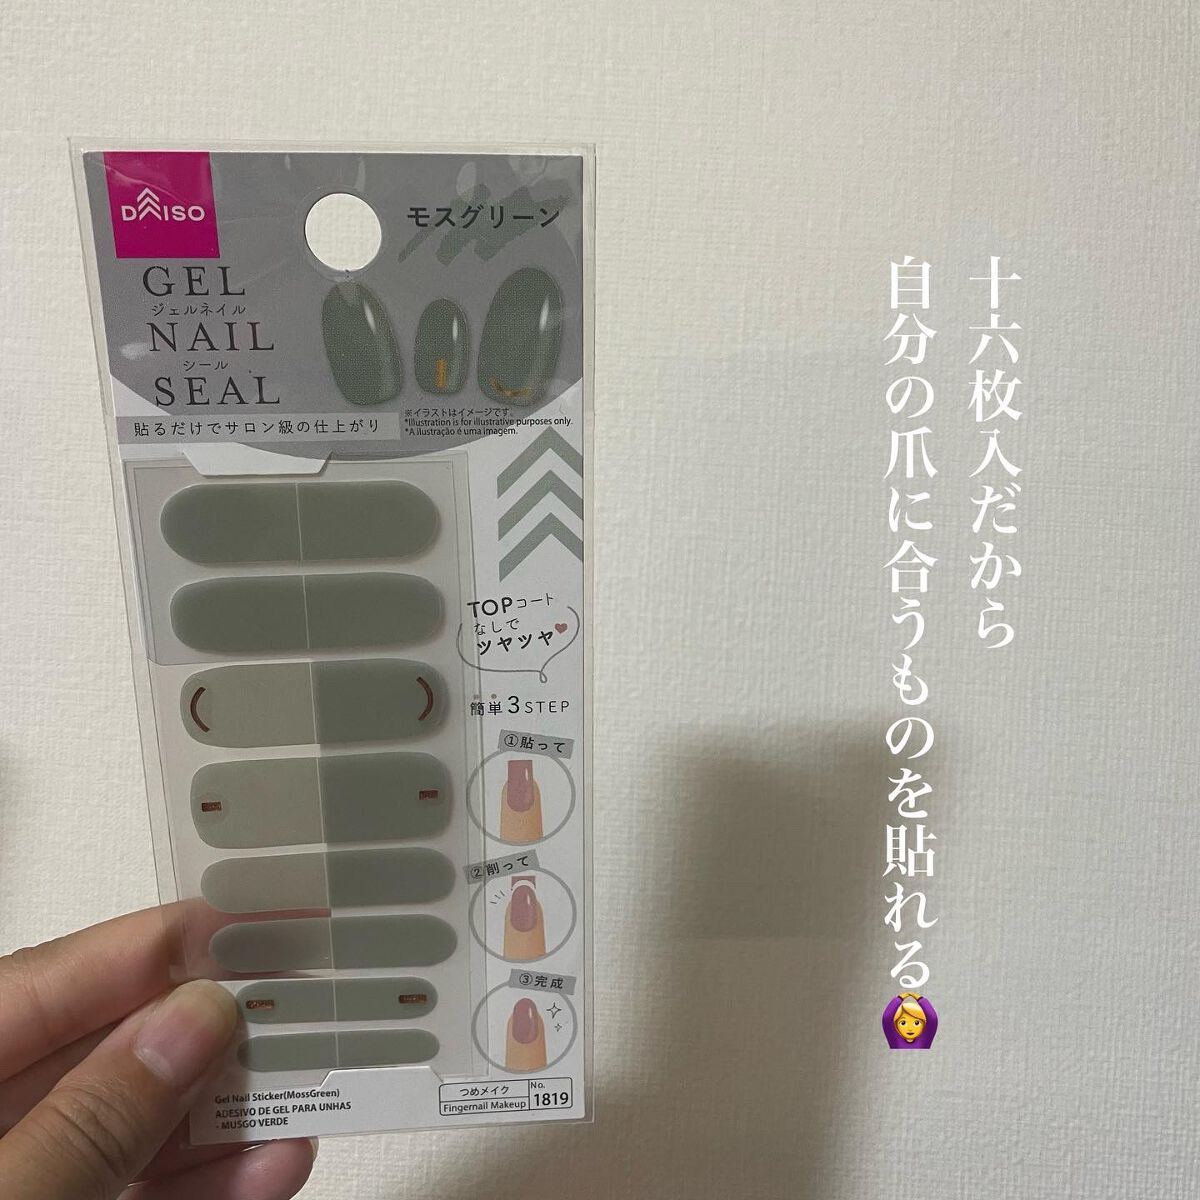 DAISO
モスグリーン
GEL
ジェルネイル
NAIL
シール
SEAL
貼るだけでサロン級の仕上がり
※イラストはイメージです。
*Illustration is for illustrative purposes only.
*A ilustração é uma imagem.
TOPコート
なしで
ツヤツヤ
簡単3STEP
①貼って
②削って
③完成
Gel Nail Sticker(MossGreen)
ADESIVO DE GEL PARA UNHAS
- MUSGO VERDE
つめメイク
Fingernail Makeup
No.
1819
十六枚入だから
自分の爪に合うものを貼れる🙆